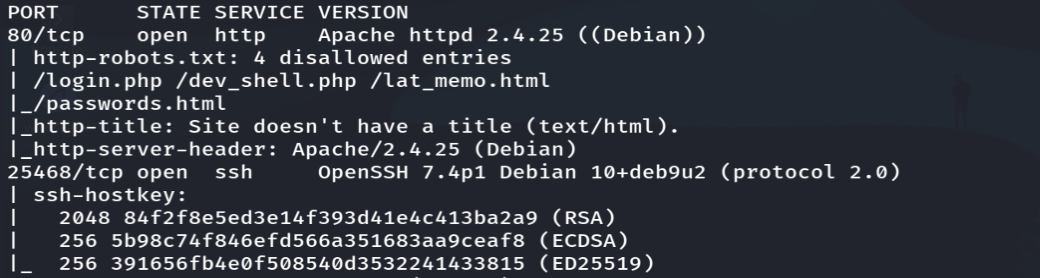 PORT      STATE SERVICE VERSION
80/tcp    open  http    Apache httpd 2.4.25 ((Debian))
| http-robots.txt: 4 disallowed entries
| /login.php /dev_shell.php /lat_memo.html
|_/passwords.html
|_http-title: Site doesn't have a title (text/html).
|_http-server-header: Apache/2.4.25 (Debian)
25468/tcp open  ssh     OpenSSH 7.4p1 Debian 10+deb9u2 (protocol 2.0)
| ssh-hostkey:
|   2048 84f2f8e5ed3e14f393d41e4c413ba2a9 (RSA)
|   256 5b98c74f846efd566a351683aa9ceaf8 (ECDSA)
|_  256 391656fb4e0f508540d3532241433815 (ED25519)